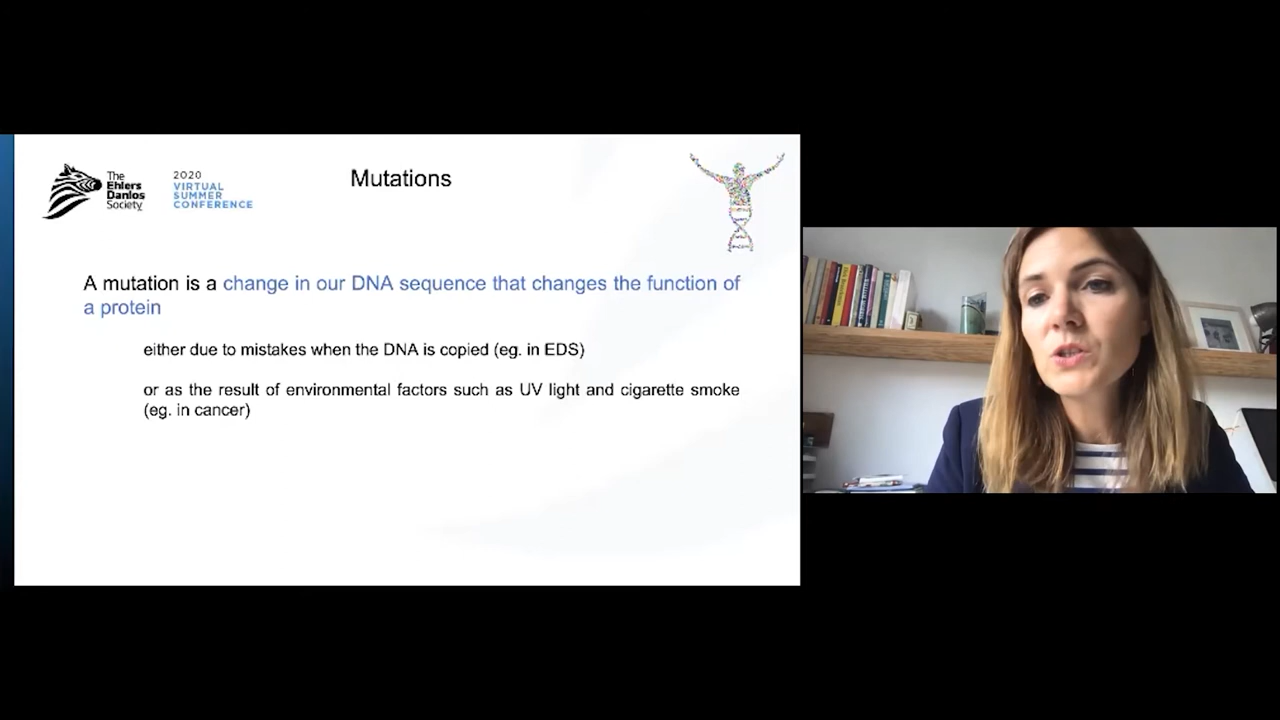 The
Ehlers
Danlos
Society
2020
VIRTUAL
SUMMER
CONFERENCE
Mutations
A mutation is a change in our DNA sequence that changes the function of
a protein
either due to mistakes when the DNA is copied (eg. in EDS)
or as the result of environmental factors such as UV light and cigarette smoke
(eg. in cancer)